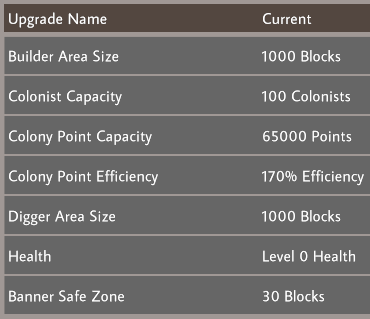 Upgrade Name Current
Builder Area Size 1000 Blocks
Colonist Capacity 100 Colonists
Colony Point Capacity 65000 Points
Colony Point Efficiency 170% Efficiency
Digger Area Size 1000 Blocks
Health Level 0 Health
Banner Safe Zone 30 Blocks